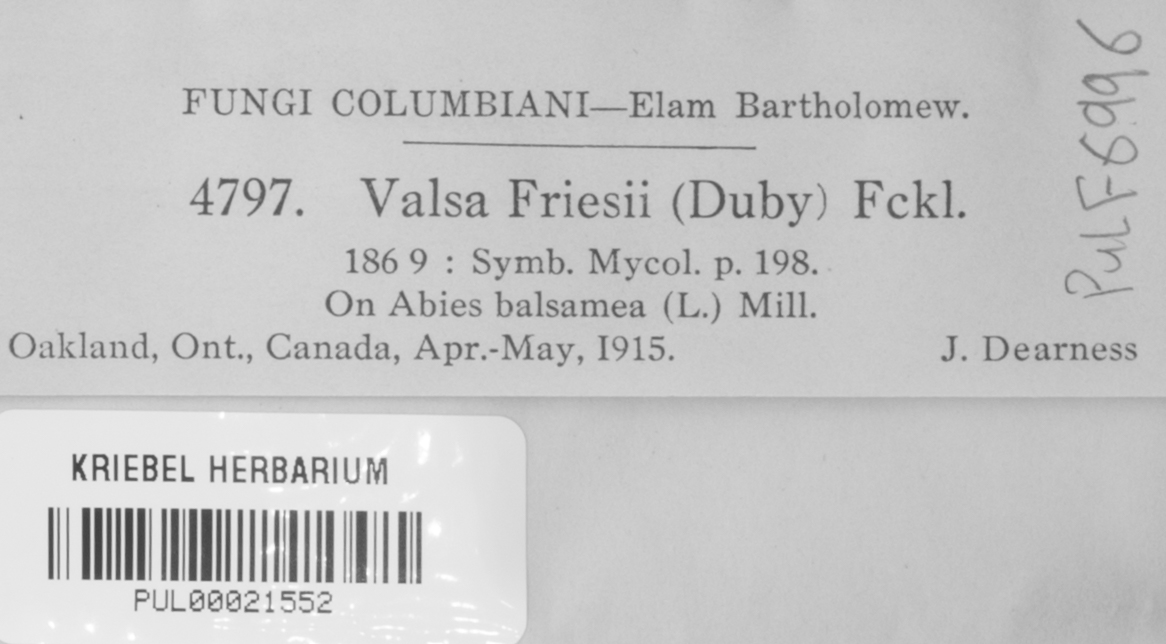 FUNGI COLUMBIANI—Elam Bartholomew.
4797. Valsa Friesii (Duby) Fckl.
186 9 : Symb. Mycol. p. 198.
On Abies balsamea (L.) Mill.
Oakland, Ont., Canada, Apr.-May, I915. J. Dearness
PUL F6996
KRIEBEL HERBARIUM
PUL00021552